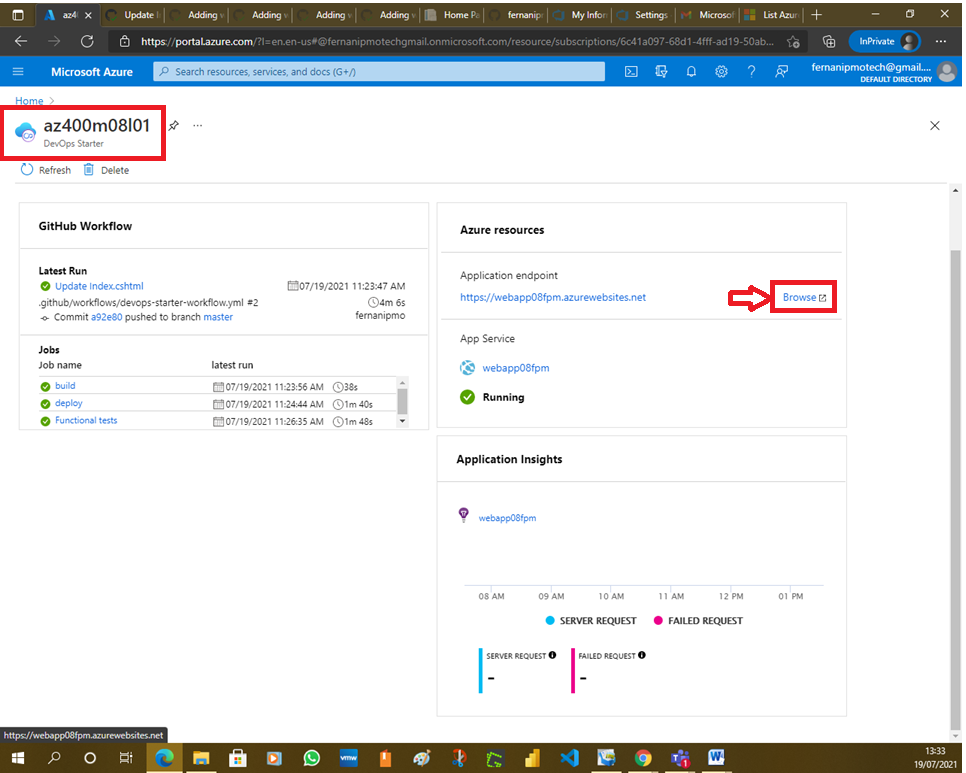 az4
Update I
Adding v
Adding v
Adding v
Adding v
Home Pa
fernanipr
My Infor
Settings
Microsof
List Azur
https://portal.azure.com/?l=en.en-us#@fernanipmotechgmail.onmicrosoft.com/resource/subscriptions/6c41a097-68d1-4fff-ad19-50ab...
InPrivate
Microsoft Azure
Search resources, services, and docs (G+/)
fernanipmotech@gmail....
DEFAULT DIRECTORY
Home >
az400m08l01
DevOps Starter
Refresh
Delete
GitHub Workflow
Latest Run
Update Index.cshtml
07/19/2021 11:23:47 AM
.github/workflows/devops-starter-workflow.yml #2
4m 6s
Commit a92e80 pushed to branch master
fernanipmo
Jobs
Job name latest run
build 07/19/2021 11:23:56 AM 38s
deploy 07/19/2021 11:24:44 AM 1m 40s
Functional tests 07/19/2021 11:26:35 AM 1m 48s
Azure resources
Application endpoint
https://webapp08fpm.azurewebsites.net
Browse
App Service
webapp08fpm
Running
Application Insights
webapp08fpm
08 AM 09 AM 10 AM 11 AM 12 PM 01 PM
SERVER REQUEST FAILED REQUEST
SERVER REQUEST FAILED REQUEST
- -
https://webapp08fpm.azurewebsites.net
vmw
1
13:33
19/07/2021